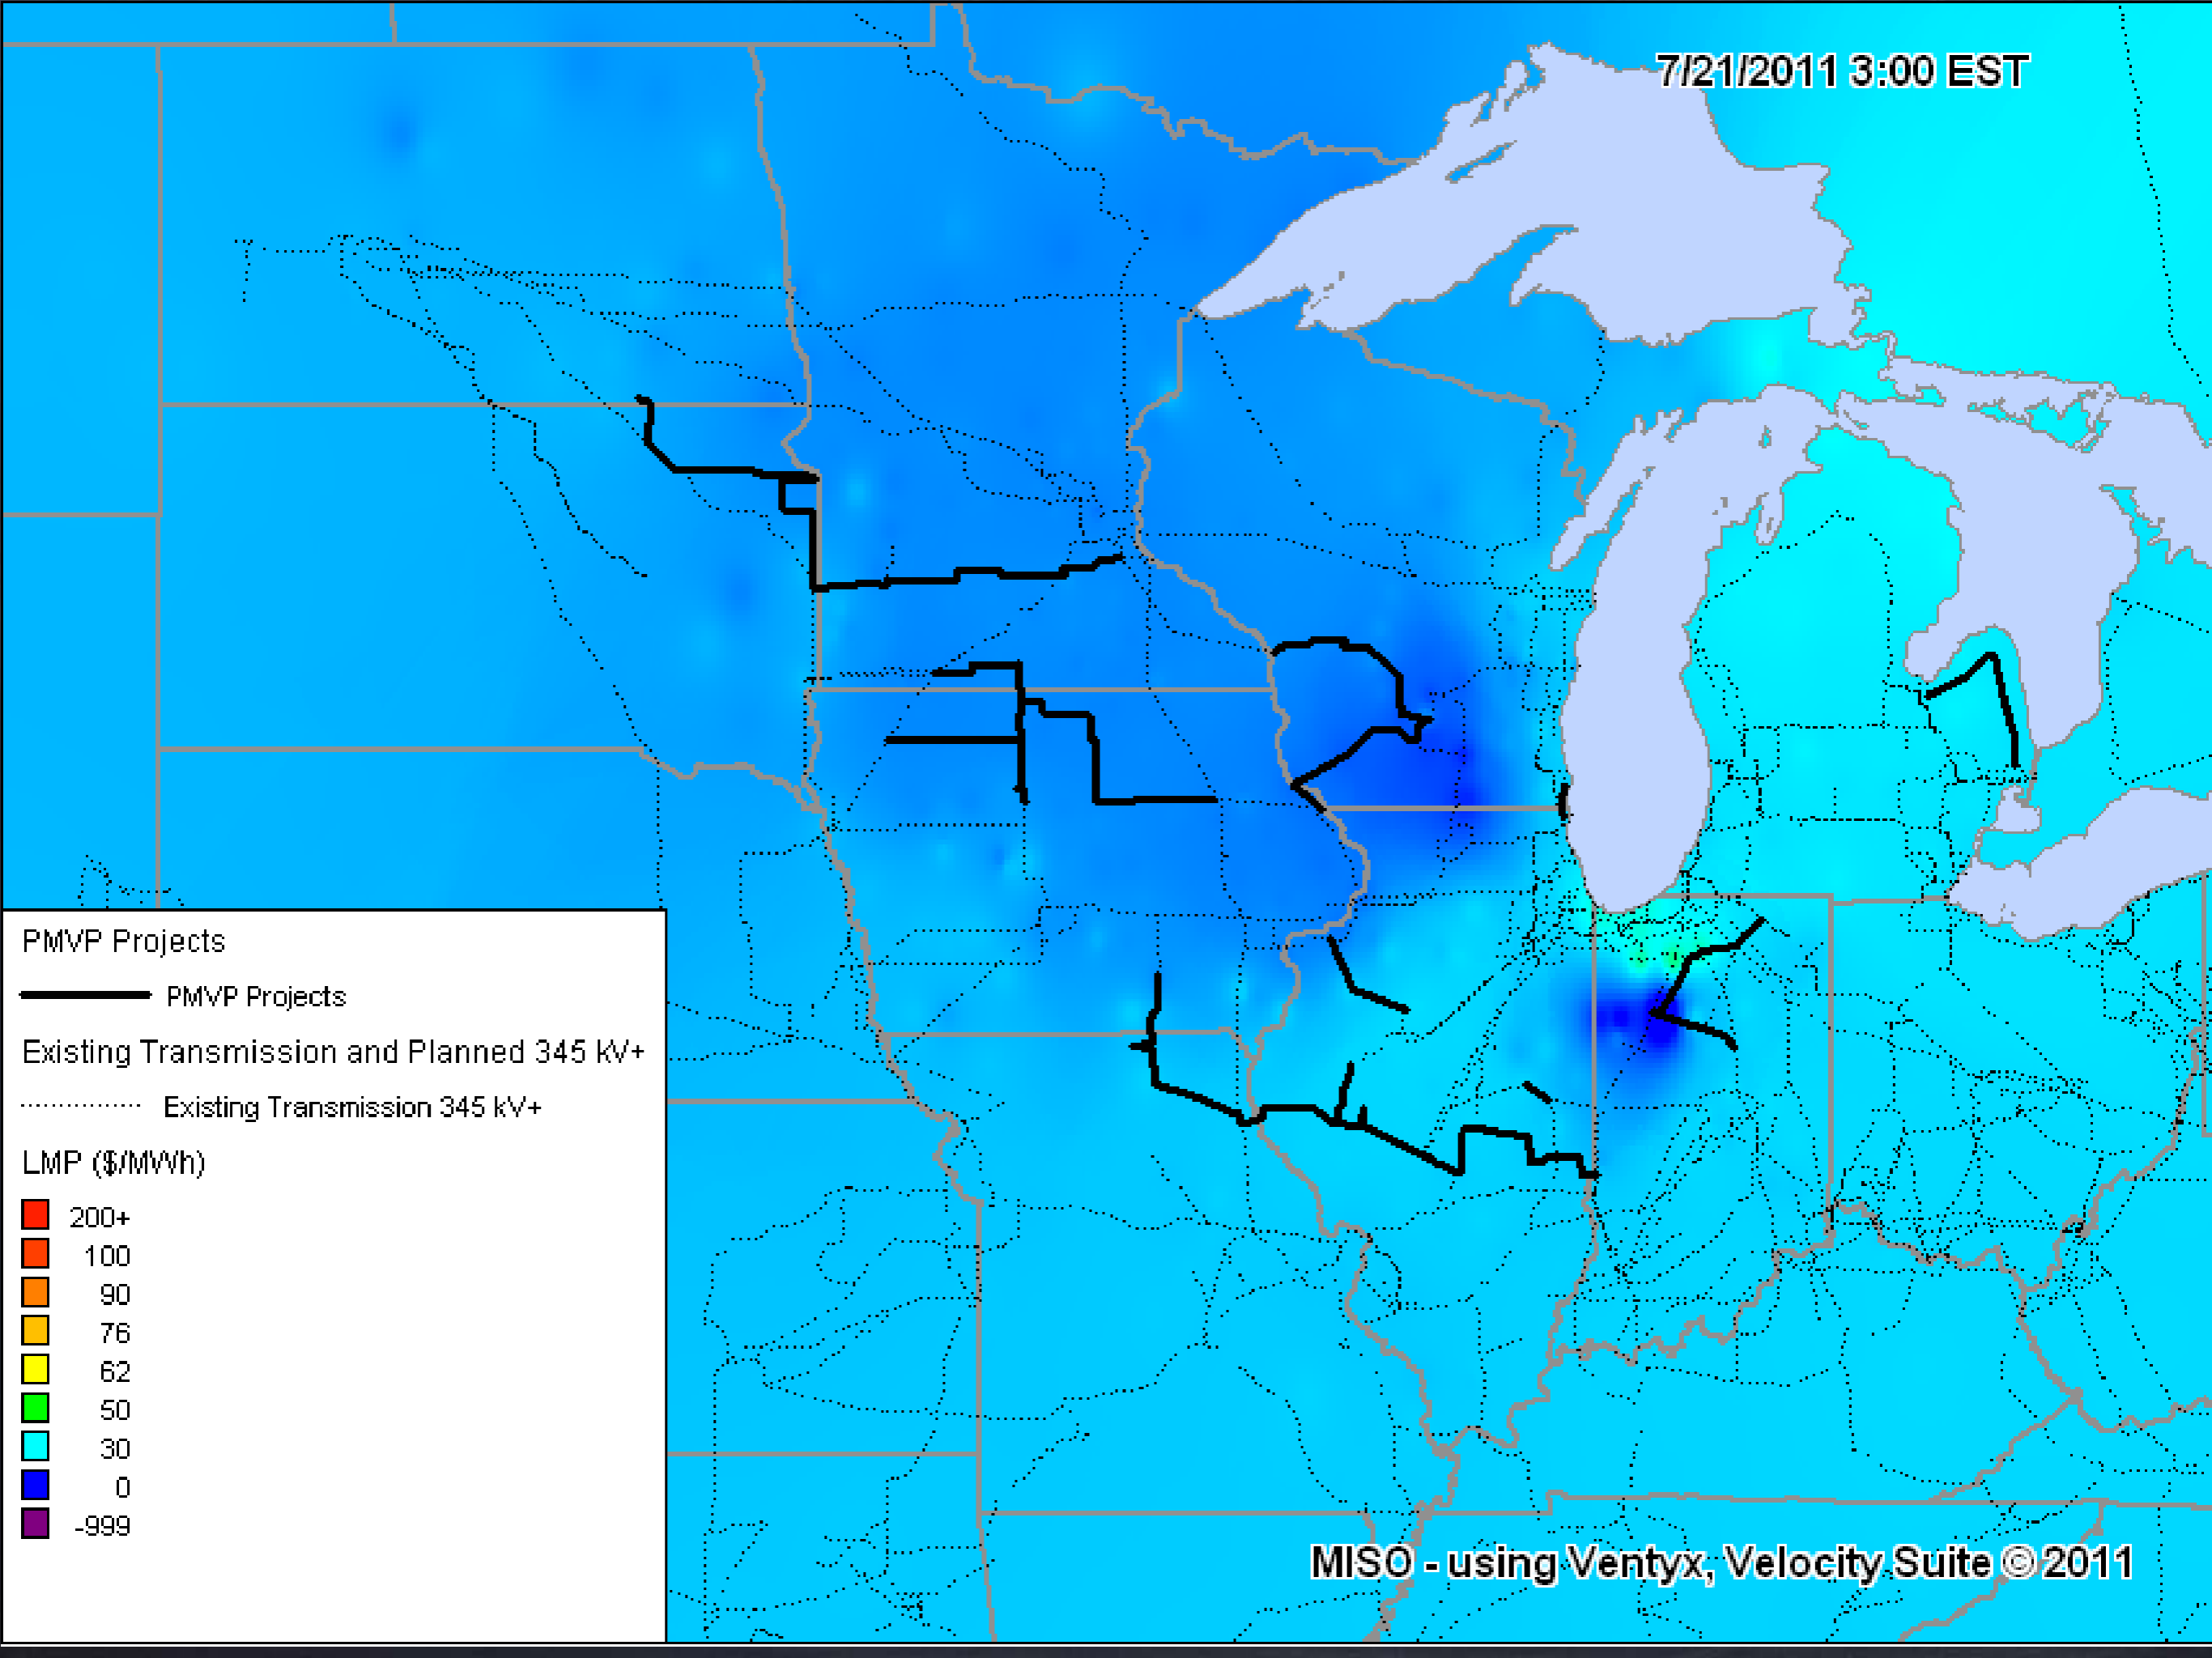 7/21/2011 3:00 EST
PMVP Projects
PMVP Projects
Existing Transmission and Planned 345 kV+
Existing Transmission 345 kV+
LMP ($/MWh)
200+
100
90
76
62
50
30
0
-999
MISO - using Ventyx, Velocity Suite © 2011